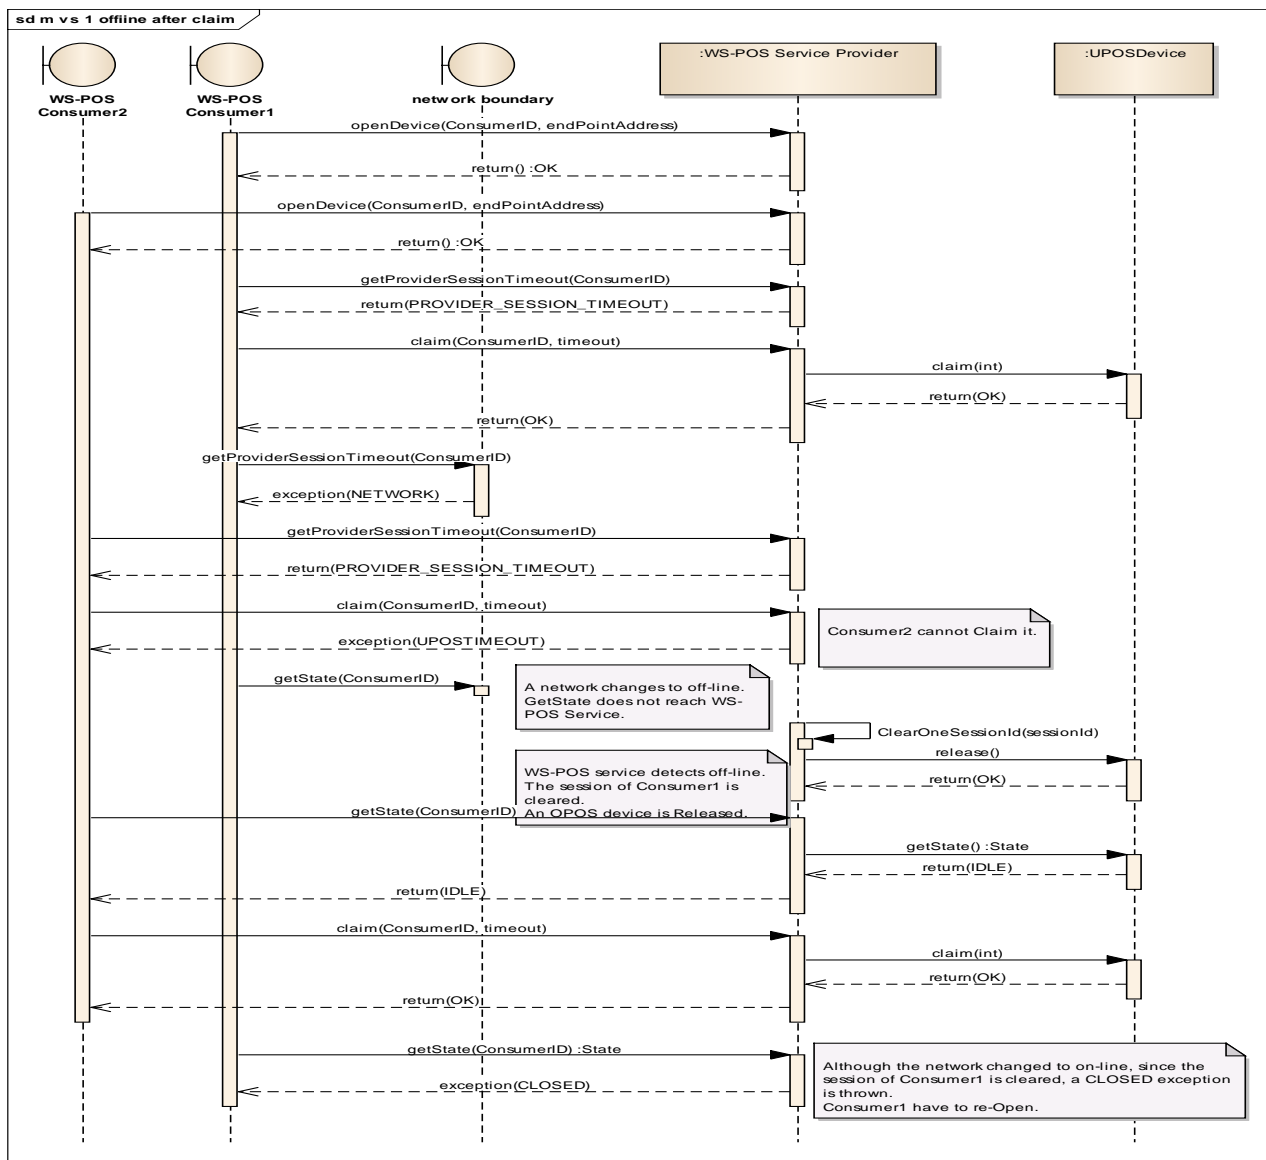 sd m v s 1 offiine after claim
WS-POS
Consumer2
WS-POS
Consumer1
network boundary
:WS-POS Service Provider
:UPOSDevice
openDevice(ConsumerID, endPointAddress)
return() :OK
openDevice(ConsumerID, endPointAddress)
return() :OK
getProviderSessionTimeout(ConsumerID)
return(PROVIDER_SESSION_TIMEOUT)
claim(ConsumerID, timeout)
claim(int)
return(OK)
return(OK)
getProviderSessionTimeout(ConsumerID)
exception(NETWORK)
getProviderSessionTimeout(ConsumerID)
return(PROVIDER_SESSION_TIMEOUT)
claim(ConsumerID, timeout)
Consumer2 cannot Claim it.
exception(UPOSTIMEOUT)
getState(ConsumerID)
A network changes to off-line.
GetState does not reach WS-
POS Service.
ClearOneSessionId(sessionId)
release()
return(OK)
WS-POS service detects off-line.
The session of Consumer1 is
cleared.
An OPOS device is Released.
getState(ConsumerID)
getState() :State
return(IDLE)
return(IDLE)
claim(ConsumerID, timeout)
claim(int)
return(OK)
return(OK)
getState(ConsumerID) :State
exception(CLOSED)
Although the network changed to on-line, since the
session of Consumer1 is cleared, a CLOSED exception
is thrown.
Consumer1 have to re-Open.